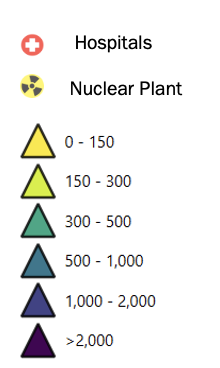 Hospitals
Nuclear Plant
0 - 150
150 - 300
300 - 500
500 - 1,000
1,000 - 2,000
>2,000